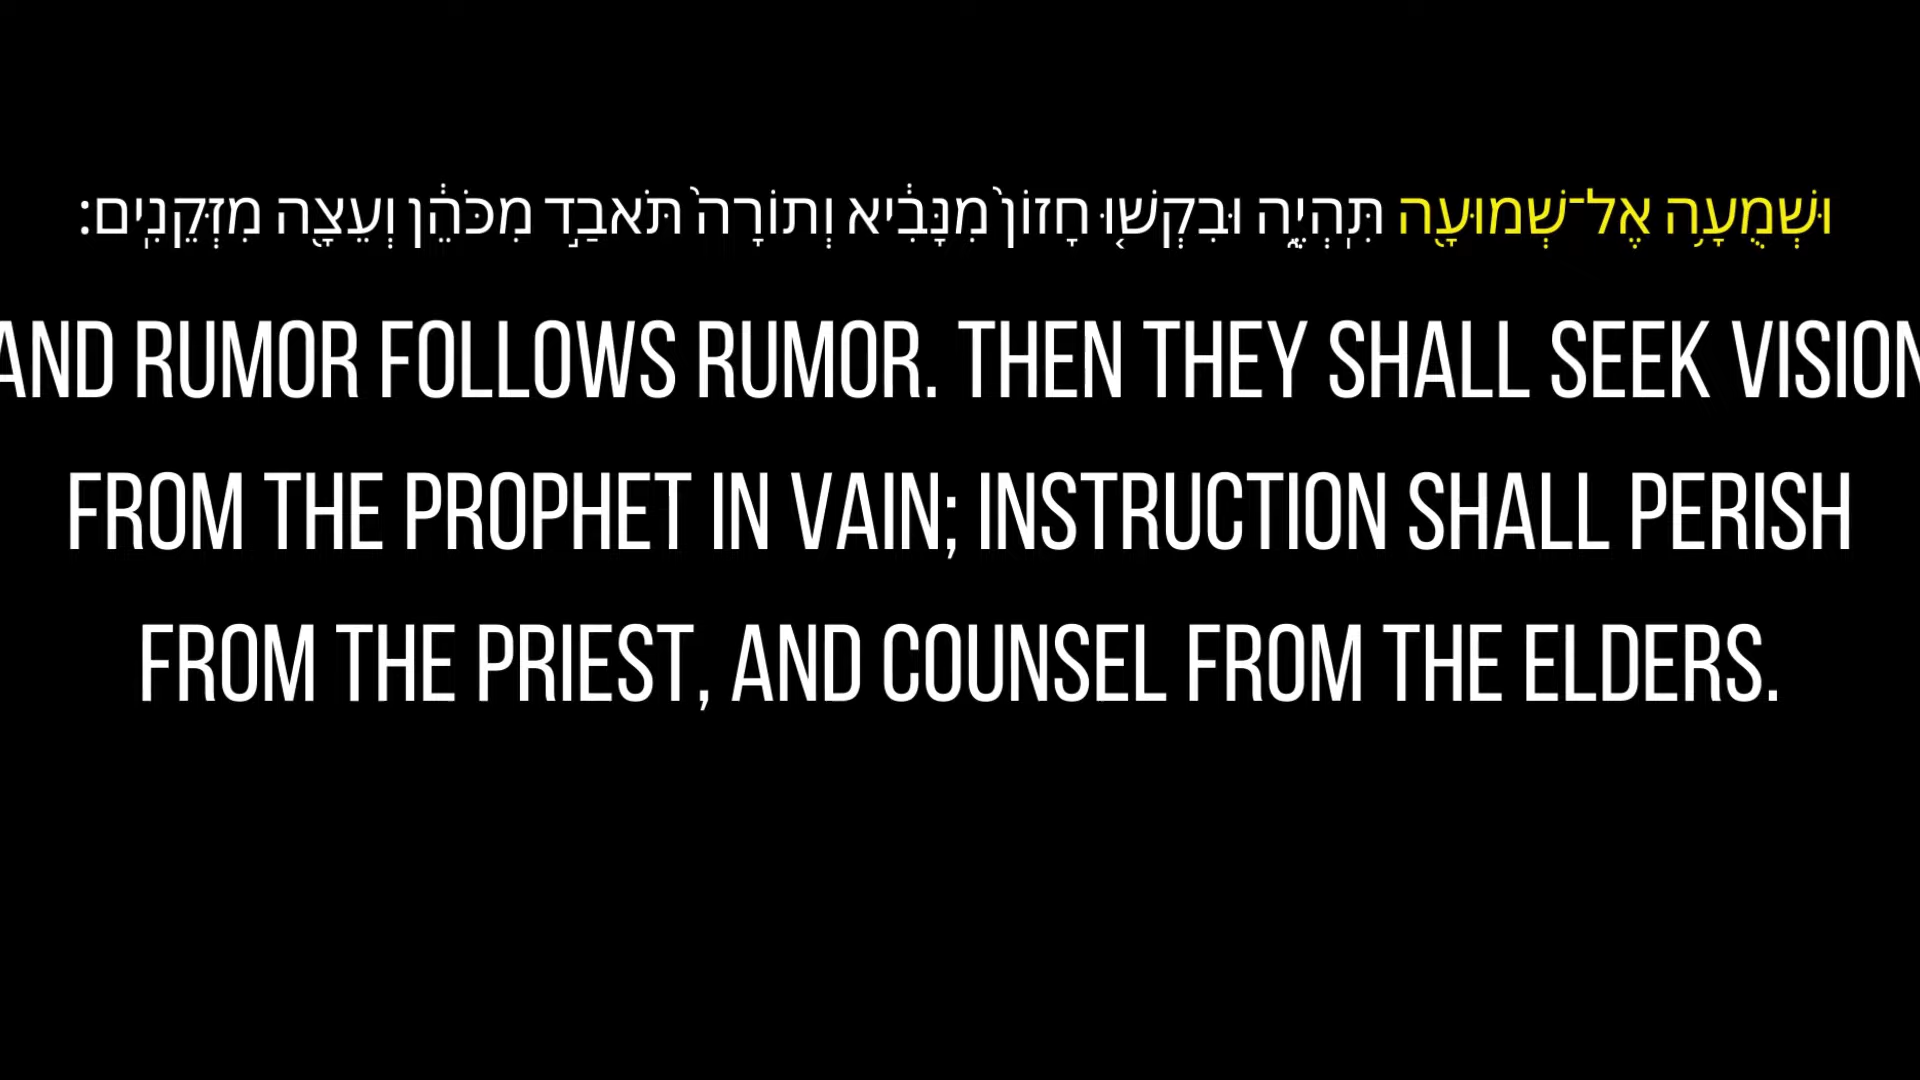 וּשְׁמֻעָ֥ה אֶל־שְׁמוּעָ֖ה תִּֽהְיֶ֑ה וּבִקְשׁ֤וּ חָזוֹן֙ מִנָּבִ֔יא וְתוֹרָה֙ תֹּאבַ֣ד מִכֹּהֵ֔ן וְעֵצָ֖ה מִזְּקֵנִֽים׃
AND RUMOR FOLLOWS RUMOR. THEN THEY SHALL SEEK VISION
FROM THE PROPHET IN VAIN; INSTRUCTION SHALL PERISH
FROM THE PRIEST, AND COUNSEL FROM THE ELDERS.